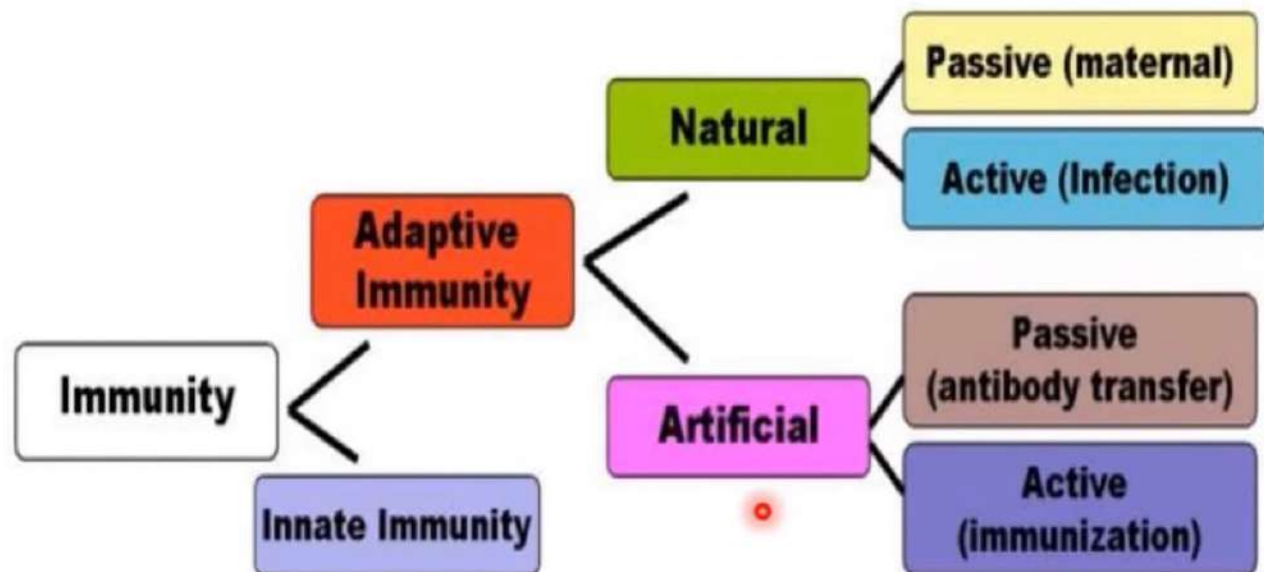 Passive (maternal)
Natural
Active (Infection)
Adaptive
Immunity
Passive
(antibody transfer)
Immunity
Artificial
Active
(immunization)
Innate Immunity